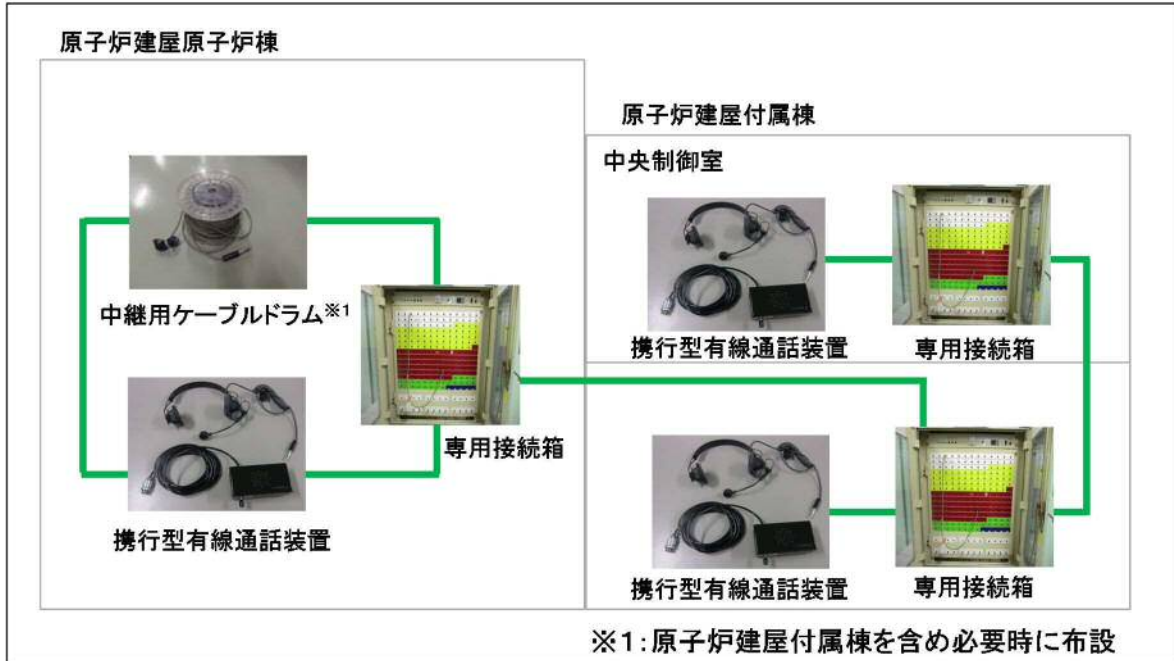 原子炉建屋原子炉棟
中継用ケーブルドラム※1
携行型有線通話装置
専用接続箱
原子炉建屋付属棟
中央制御室
携行型有線通話装置
専用接続箱
携行型有線通話装置
専用接続箱
※1:原子炉建屋付属棟を含め必要時に布設